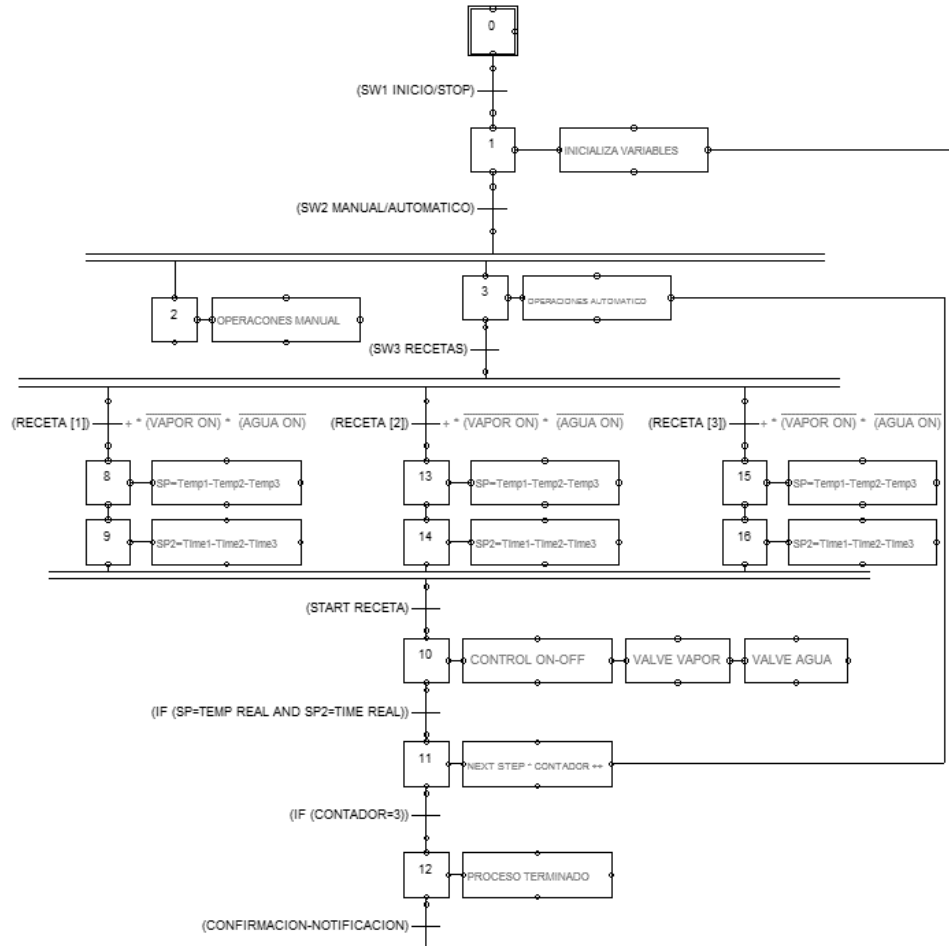 0
(SW1 INICIO/STOP)
1
INICIALIZA VARIABLES
(SW2 MANUAL/AUTOMATICO)
2
OPERACONES MANUAL
3
OPERACIONES AUTOMATICO
(SW3 RECETAS)
(RECETA [1]) + * (VAPOR ON) * (AGUA ON)
(RECETA [2]) + * (VAPOR ON) * (AGUA ON)
(RECETA [3]) + * (VAPOR ON) * (AGUA ON)
8
SP=Temp1-Temp2-Temp3
13
SP=Temp1-Temp2-Temp3
15
SP=Temp1-Temp2-Temp3
9
SP2=Time1-Time2-Time3
14
SP2=Time1-Time2-Time3
16
SP2=Time1-Time2-Time3
(START RECETA)
10
CONTROL ON-OFF
VALVE VAPOR
VALVE AGUA
(IF (SP=TEMP REAL AND SP2=TIME REAL))
11
NEXT STEP * CONTADOR ++
(IF (CONTADOR=3))
12
PROCESO TERMINADO
(CONFIRMACION-NOTIFICACION)